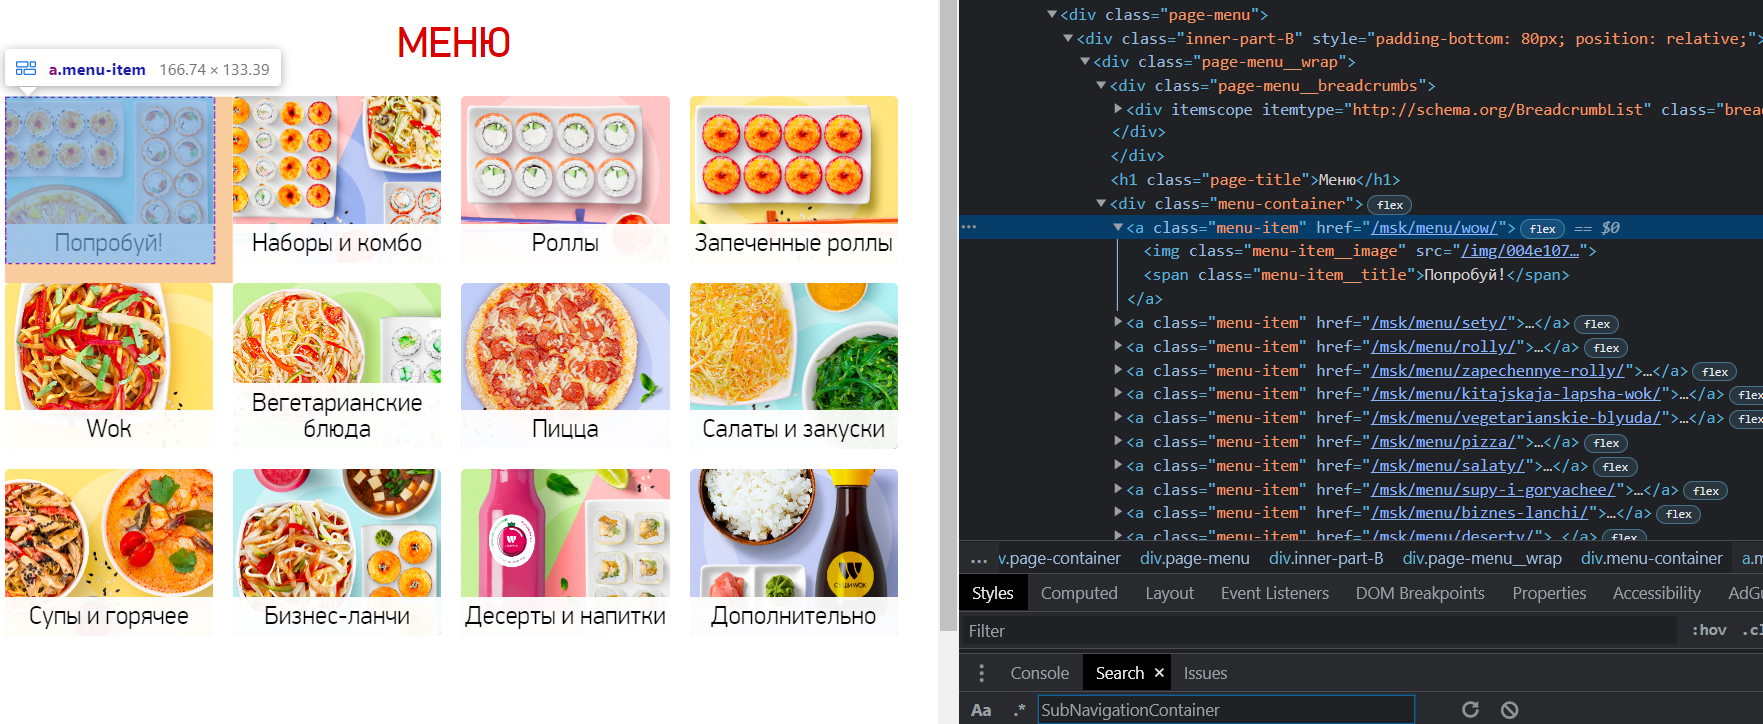 МЕНЮ
a.menu-item 166.74 × 133.39
Попробуй!
Наборы и комбо
Роллы
Запеченные роллы
Wok
Вегетарианские
блюда
Пицца
Салаты и закуски
Супы и горячее
Бизнес-ланчи
Десерты и напитки
Дополнительно
СУШИ WOK
<div class="page-menu">
<div class="inner-part-B" style="padding-bottom: 80px; position: relative;">
<div class="page-menu__wrap">
<div class="page-menu__breadcrumbs">
<div itemscope itemtype="http://schema.org/BreadcrumbList" class="brea
</div>
</div>
<h1 class="page-title">Меню</h1>
<div class="menu-container"> flex
<a class="menu-item" href="/msk/menu/wow/"> flex == $0
<img class="menu-item__image" src="/img/004e107…">
<span class="menu-item__title">Попробуй!</span>
</a>
<a class="menu-item" href="/msk/menu/sety/">…</a> flex
<a class="menu-item" href="/msk/menu/rolly/">…</a> flex
<a class="menu-item" href="/msk/menu/zapechennye-rolly/">…</a> flex
<a class="menu-item" href="/msk/menu/kitajskaja-lapsha-wok/">…</a> flex
<a class="menu-item" href="/msk/menu/vegetarianskie-blyuda/">…</a> flex
<a class="menu-item" href="/msk/menu/pizza/">…</a> flex
<a class="menu-item" href="/msk/menu/salaty/">…</a> flex
<a class="menu-item" href="/msk/menu/supy-i-goryachee/">…</a> flex
<a class="menu-item" href="/msk/menu/biznes-lanchi/">…</a> flex
<a class="menu-item" href="/msk/menu/deserty/">…</a> flex
… v.page-container div.page-menu div.inner-part-B div.page-menu__wrap div.menu-container a.m
Styles Computed Layout Event Listeners DOM Breakpoints Properties Accessibility AdGu
Filter :hov .cl
Console Search × Issues
Aa .* SubNavigationContainer